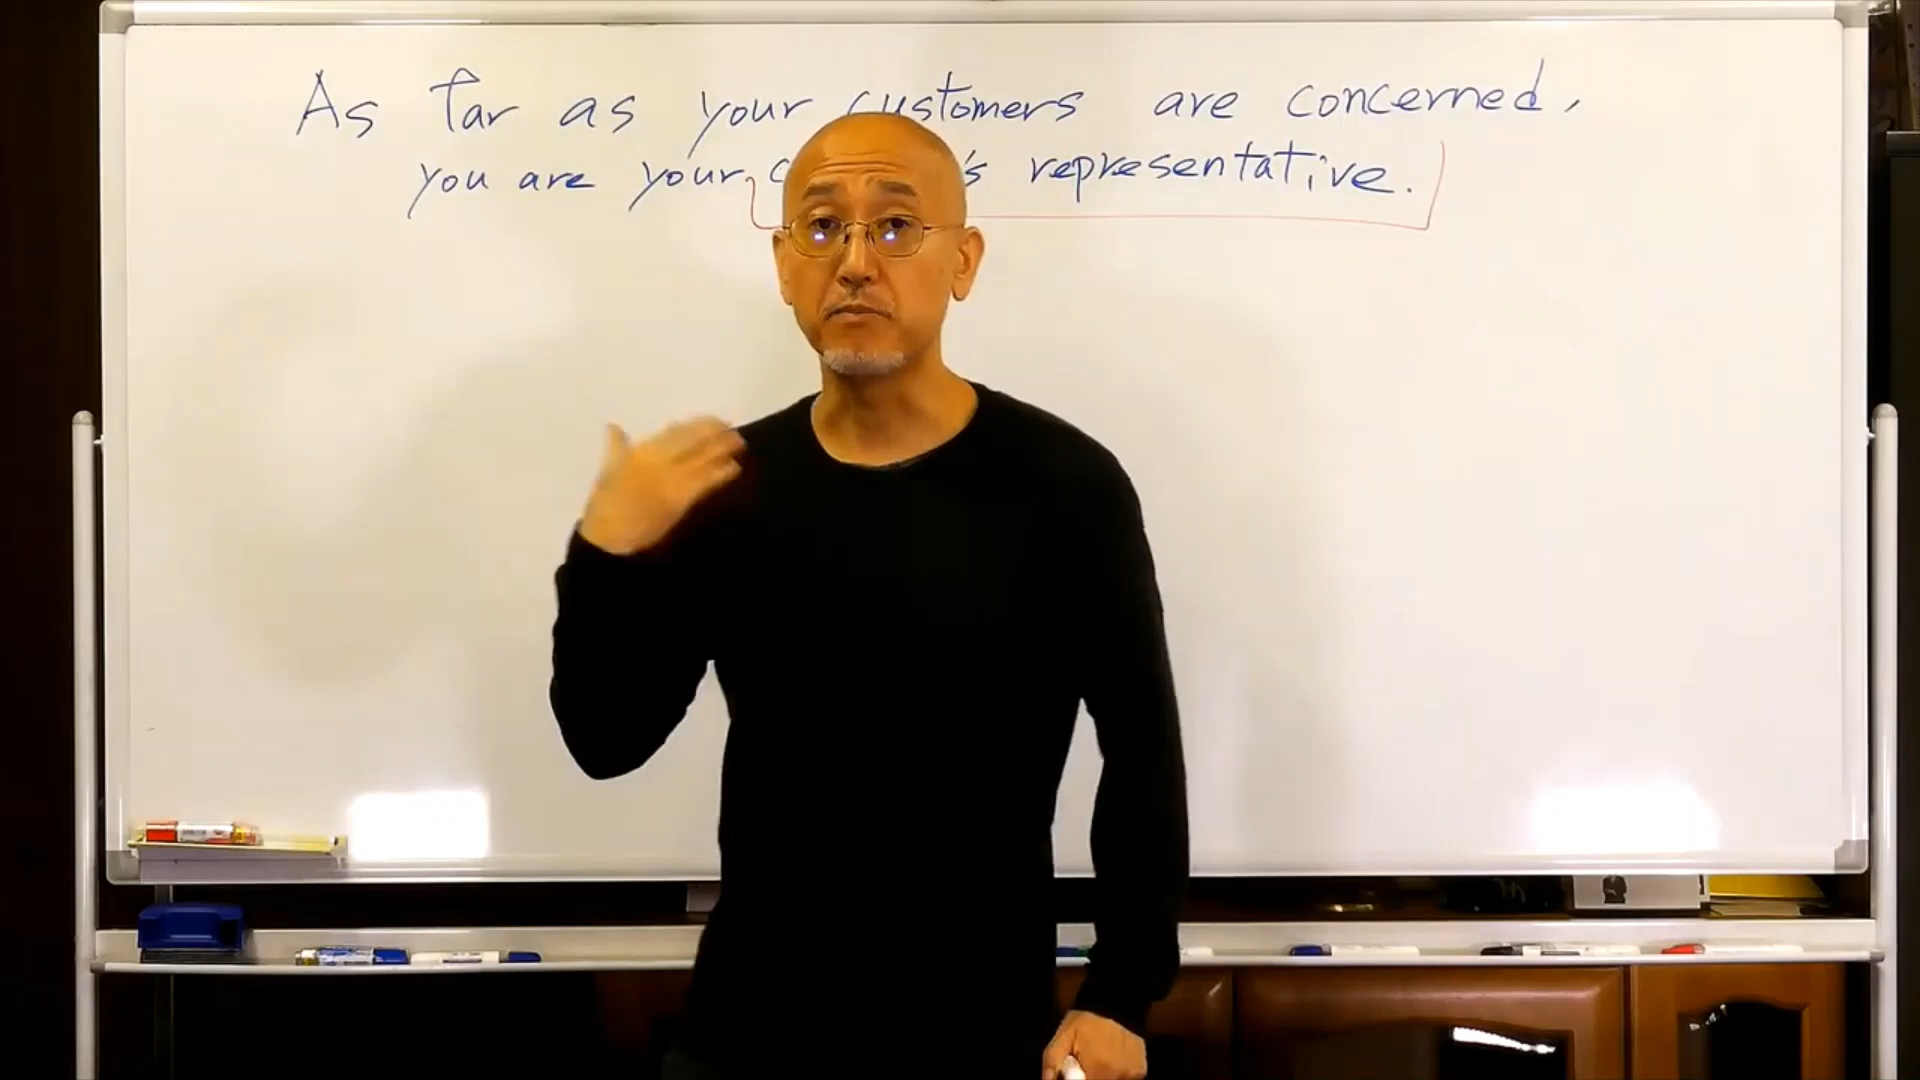 As far as your customers are concerned,
you are your 's representative.